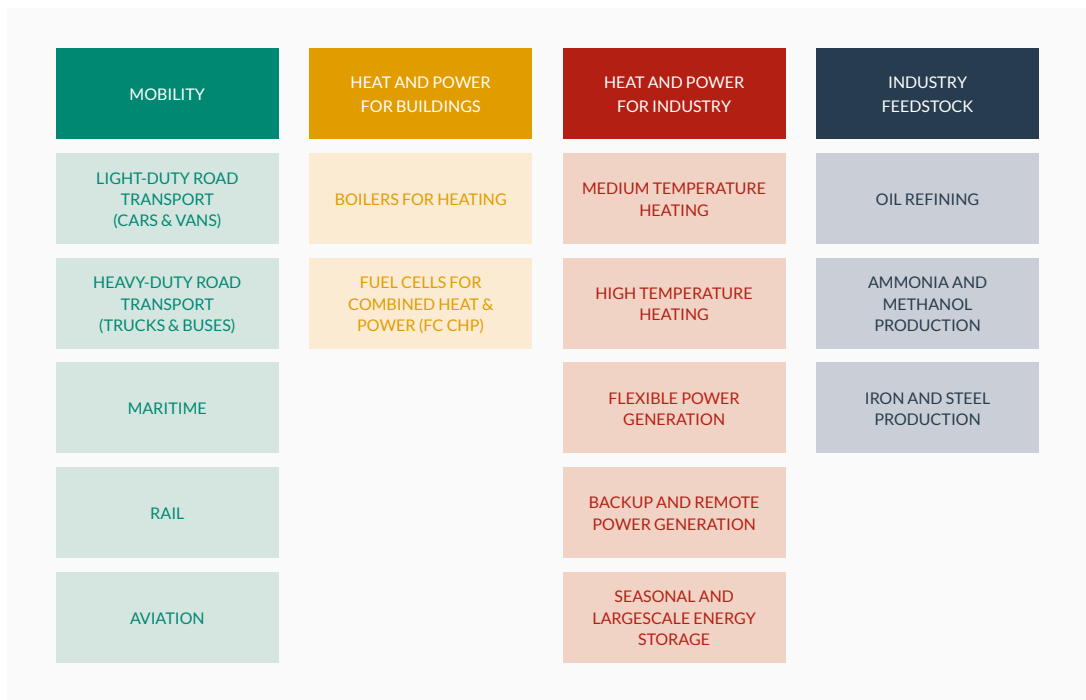 MOBILITY
LIGHT-DUTY ROAD
TRANSPORT
(CARS & VANS)
HEAVY-DUTY ROAD
TRANSPORT
(TRUCKS & BUSES)
MARITIME
RAIL
AVIATION
HEAT AND POWER
FOR BUILDINGS
BOILERS FOR HEATING
FUEL CELLS FOR
COMBINED HEAT &
POWER (FC CHP)
HEAT AND POWER
FOR INDUSTRY
MEDIUM TEMPERATURE
HEATING
HIGH TEMPERATURE
HEATING
FLEXIBLE POWER
GENERATION
BACKUP AND REMOTE
POWER GENERATION
SEASONAL AND
LARGESCALE ENERGY
STORAGE
INDUSTRY
FEEDSTOCK
OIL REFINING
AMMONIA AND
METHANOL
PRODUCTION
IRON AND STEEL
PRODUCTION